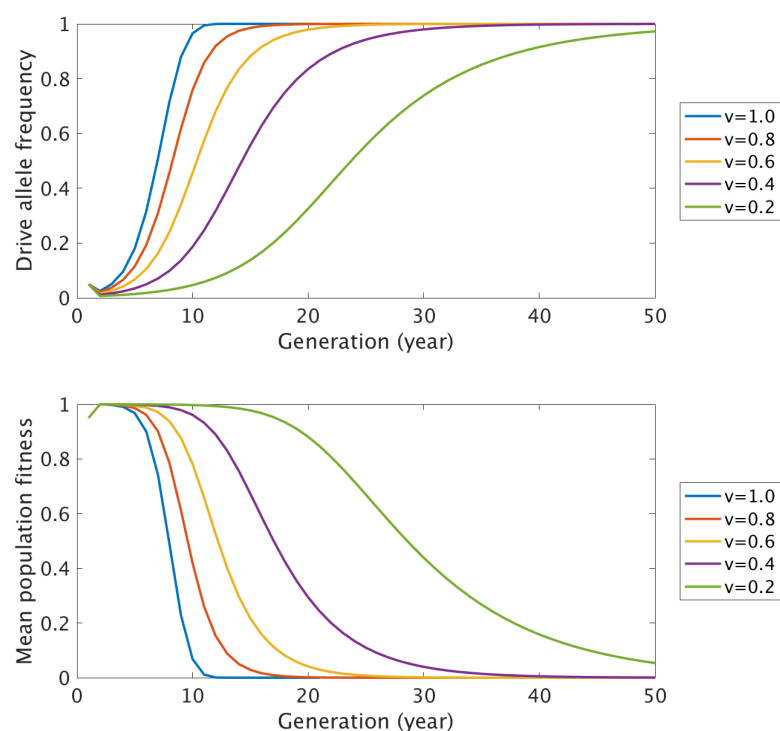 Drive allele frequency
1
0.8
0.6
0.4
0.2
0
0 10 20 30 40 50
Generation (year)
v=1.0
v=0.8
v=0.6
v=0.4
v=0.2
Mean population fitness
1
0.8
0.6
0.4
0.2
0
0 10 20 30 40 50
Generation (year)
v=1.0
v=0.8
v=0.6
v=0.4
v=0.2